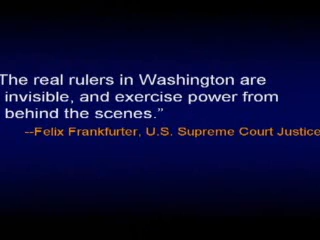 The real rulers in Washington are
invisible, and exercise power from
behind the scenes.”
--Felix Frankfurter, U.S. Supreme Court Justice